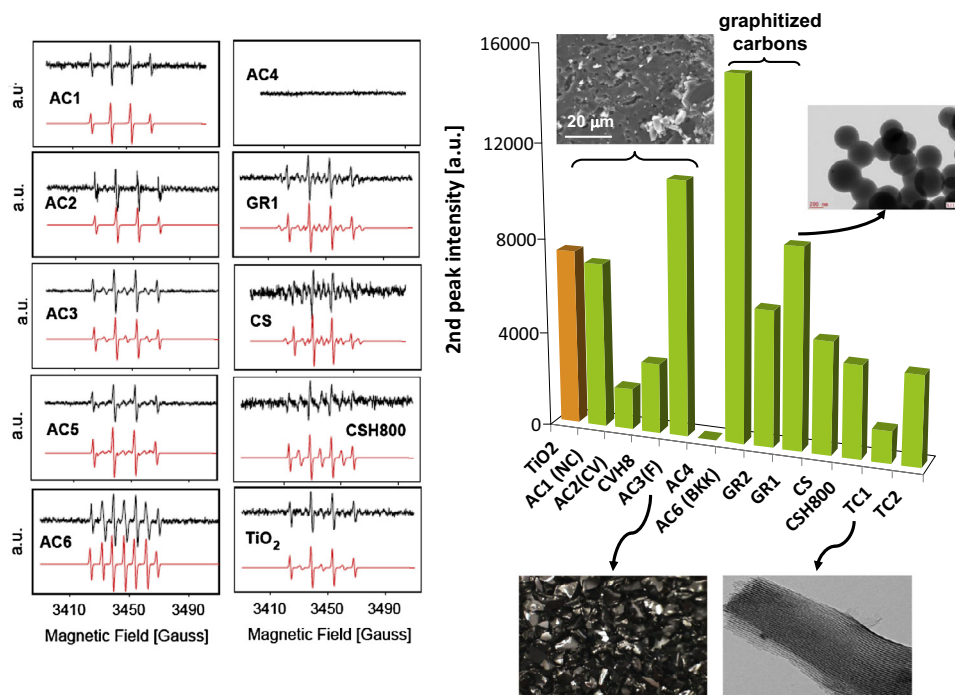 a.u.
AC1
AC4
a.u.
AC2
GR1
a.u.
AC3
CS
a.u.
AC5
CSH800
a.u.
AC6
TiO2
3410 3450 3490
3410 3450 3490
Magnetic Field [Gauss]
Magnetic Field [Gauss]
graphitized
carbons
2nd peak intensity [a.u.]
16000
12000
8000
4000
0
20 μm
TiO2
AC1 (NC)
AC2(CV)
CVH8
AC3(F)
AC4
AC6 (BKK)
GR2
GR1
CS
CSH800
TC1
TC2